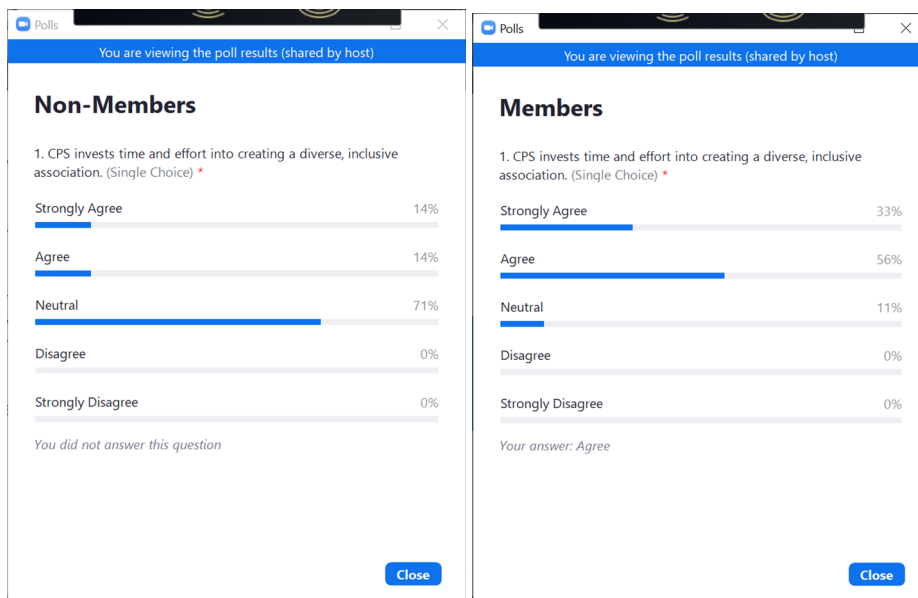 Polls
You are viewing the poll results (shared by host)
Non-Members
1. CPS invests time and effort into creating a diverse, inclusive
association. (Single Choice) *
Strongly Agree 14%
Agree 14%
Neutral 71%
Disagree 0%
Strongly Disagree 0%
You did not answer this question
Close
Polls
You are viewing the poll results (shared by host)
Members
1. CPS invests time and effort into creating a diverse, inclusive
association. (Single Choice) *
Strongly Agree 33%
Agree 56%
Neutral 11%
Disagree 0%
Strongly Disagree 0%
Your answer: Agree
Close